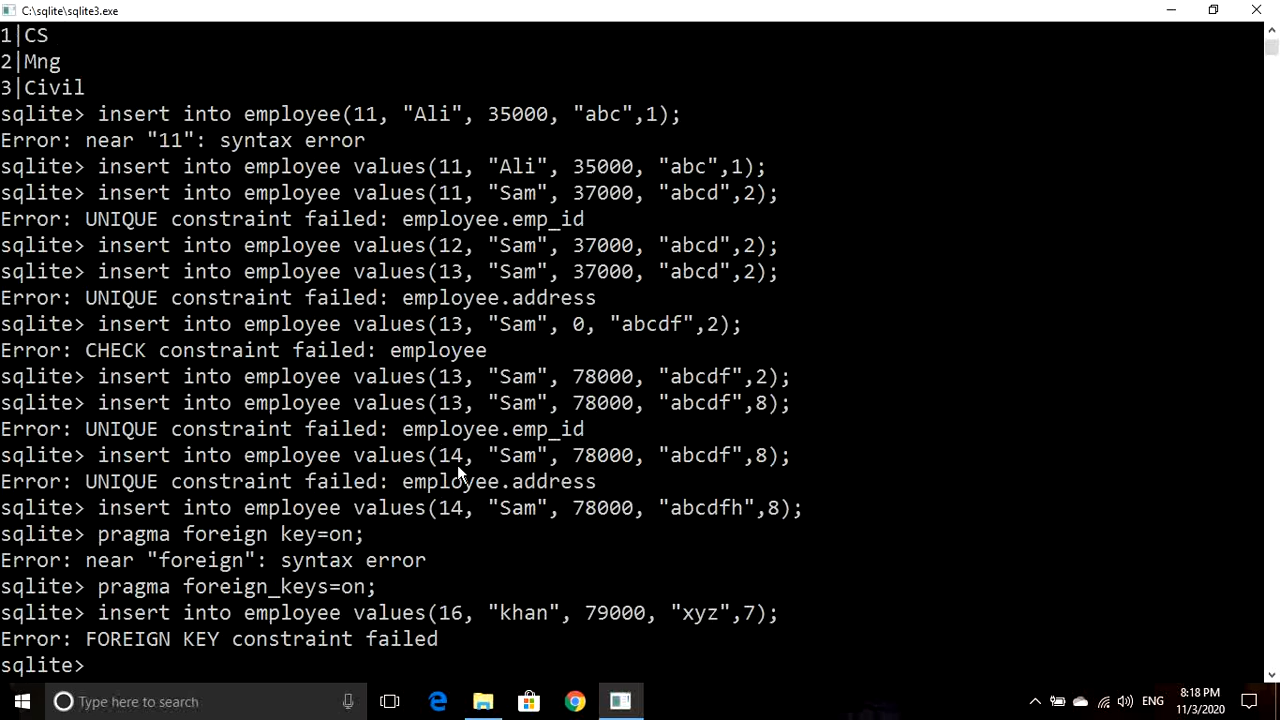 C:\sqlite\sqlite3.exe
1|CS
2|Mng
3|Civil
sqlite> insert into employee(11, "Ali", 35000, "abc",1);
Error: near "11": syntax error
sqlite> insert into employee values(11, "Ali", 35000, "abc",1);
sqlite> insert into employee values(11, "Sam", 37000, "abcd",2);
Error: UNIQUE constraint failed: employee.emp_id
sqlite> insert into employee values(12, "Sam", 37000, "abcd",2);
sqlite> insert into employee values(13, "Sam", 37000, "abcd",2);
Error: UNIQUE constraint failed: employee.address
sqlite> insert into employee values(13, "Sam", 0, "abcdf",2);
Error: CHECK constraint failed: employee
sqlite> insert into employee values(13, "Sam", 78000, "abcdf",2);
sqlite> insert into employee values(13, "Sam", 78000, "abcdf",8);
Error: UNIQUE constraint failed: employee.emp_id
sqlite> insert into employee values(14, "Sam", 78000, "abcdf",8);
Error: UNIQUE constraint failed: employee.address
sqlite> insert into employee values(14, "Sam", 78000, "abcdfh",8);
sqlite> pragma foreign key=on;
Error: near "foreign": syntax error
sqlite> pragma foreign_keys=on;
sqlite> insert into employee values(16, "khan", 79000, "xyz",7);
Error: FOREIGN KEY constraint failed
sqlite>
Type here to search
ENG
8:18 PM
11/3/2020